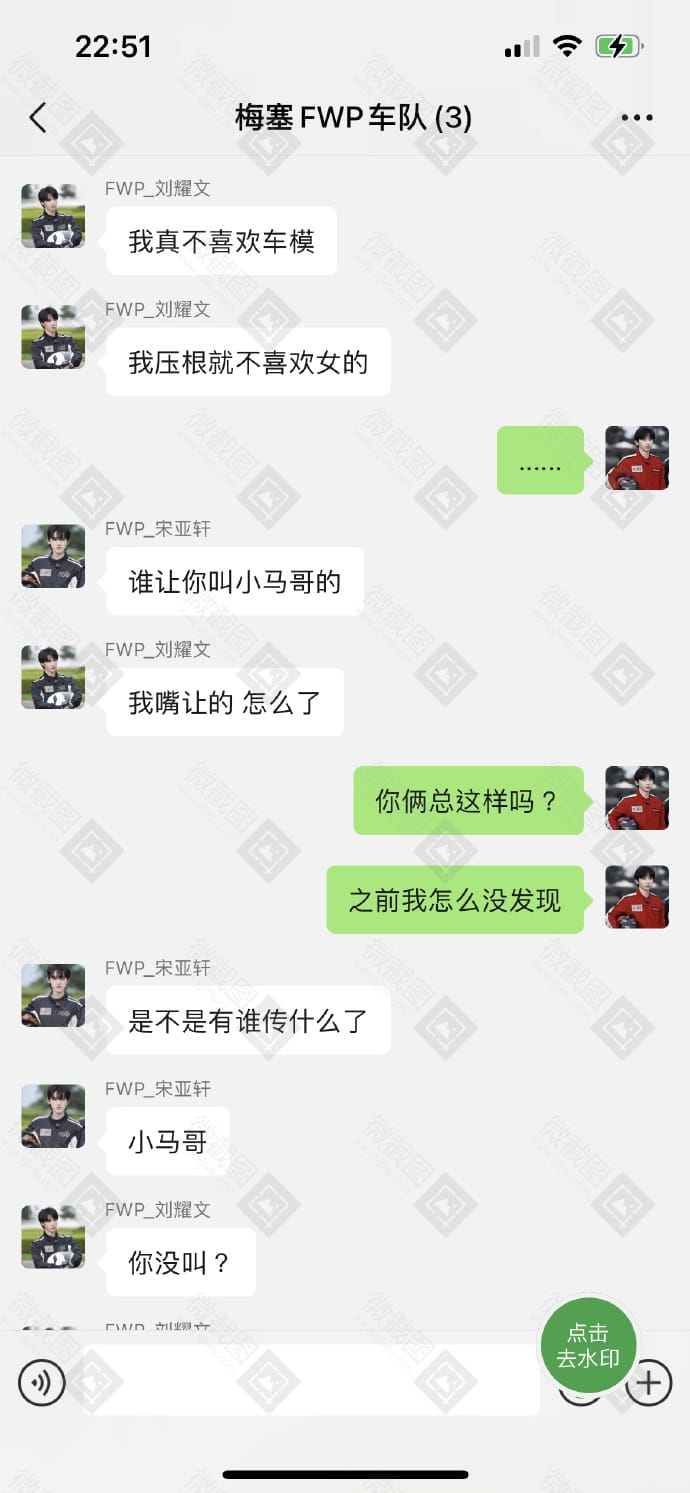 22:51
梅塞FWP车队(3)
FWP_刘耀文
我真不喜欢车模
FWP_刘耀文
我压根就不喜欢女的
......
FWP_宋亚轩
谁让你叫小马哥的
FWP_刘耀文
我嘴让的 怎么了
你俩总这样吗？
之前我怎么没发现
FWP_宋亚轩
是不是有谁传什么了
FWP_宋亚轩
小马哥
FWP_刘耀文
你没叫？
FWP_刘耀文
点击
去水印
微截图